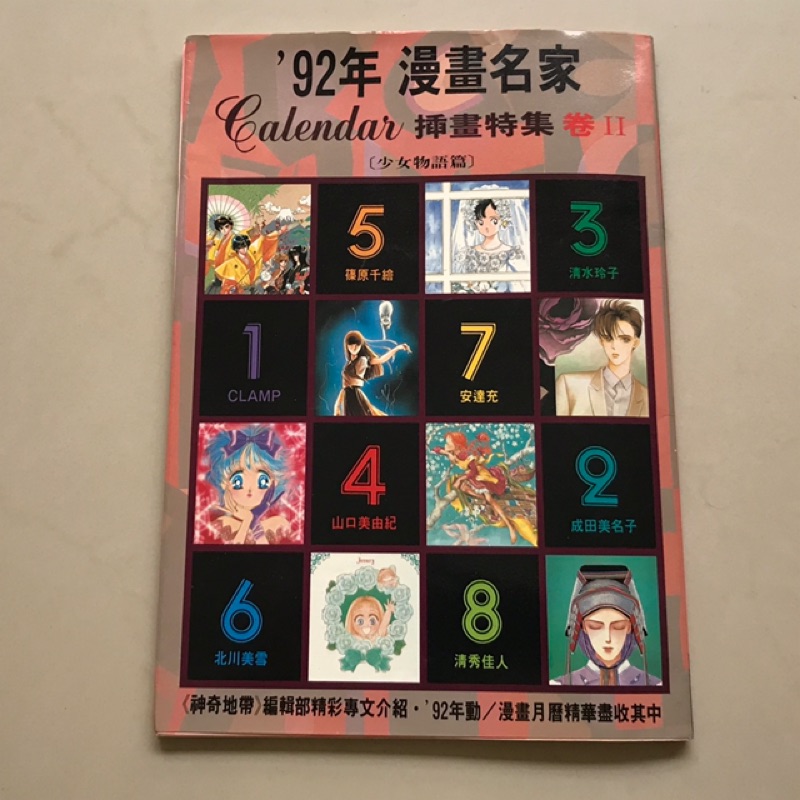 '92年 漫畫名家
Calendar 挿畫特集 卷II
〔少女物語篇〕
5
篠原千繪
3
清水玲子
1
CLAMP
7
安達充
4
山口美由紀
2
成田美名子
6
北川美雪
8
清秀佳人
《神奇地帶》編輯部精彩專文介紹・'92年動／漫畫月曆精華盡收其中